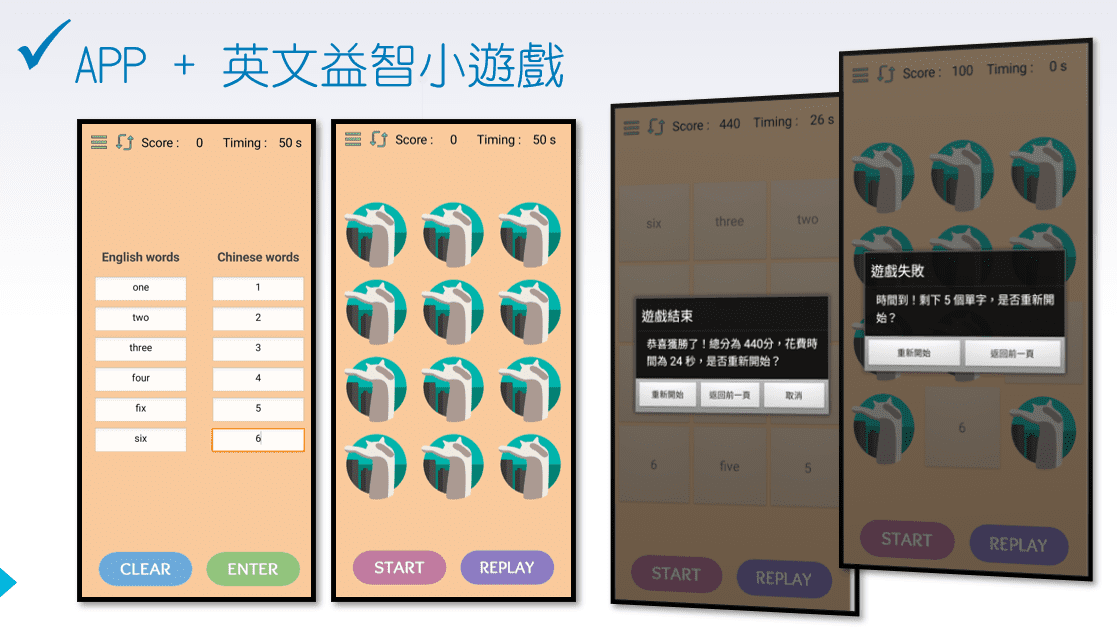 APP + 英文益智小遊戲
Score : 0 Timing : 50 s
English words Chinese words
one 1
two 2
three 3
four 4
fix 5
six 6
CLEAR ENTER
Score : 0 Timing : 50 s
START REPLAY
Score : 440 Timing : 26 s
six three two
遊戲結束
恭喜獲勝了！總分為 440分，花費時
間為 24 秒，是否重新開始？
重新開始 返回前一頁 取消
6 five 5
START REPLAY
Score : 100 Timing : 0 s
遊戲失敗
時間到！剩下 5 個單字，是否重新開
始？
重新開始 返回前一頁
6
START REPLAY